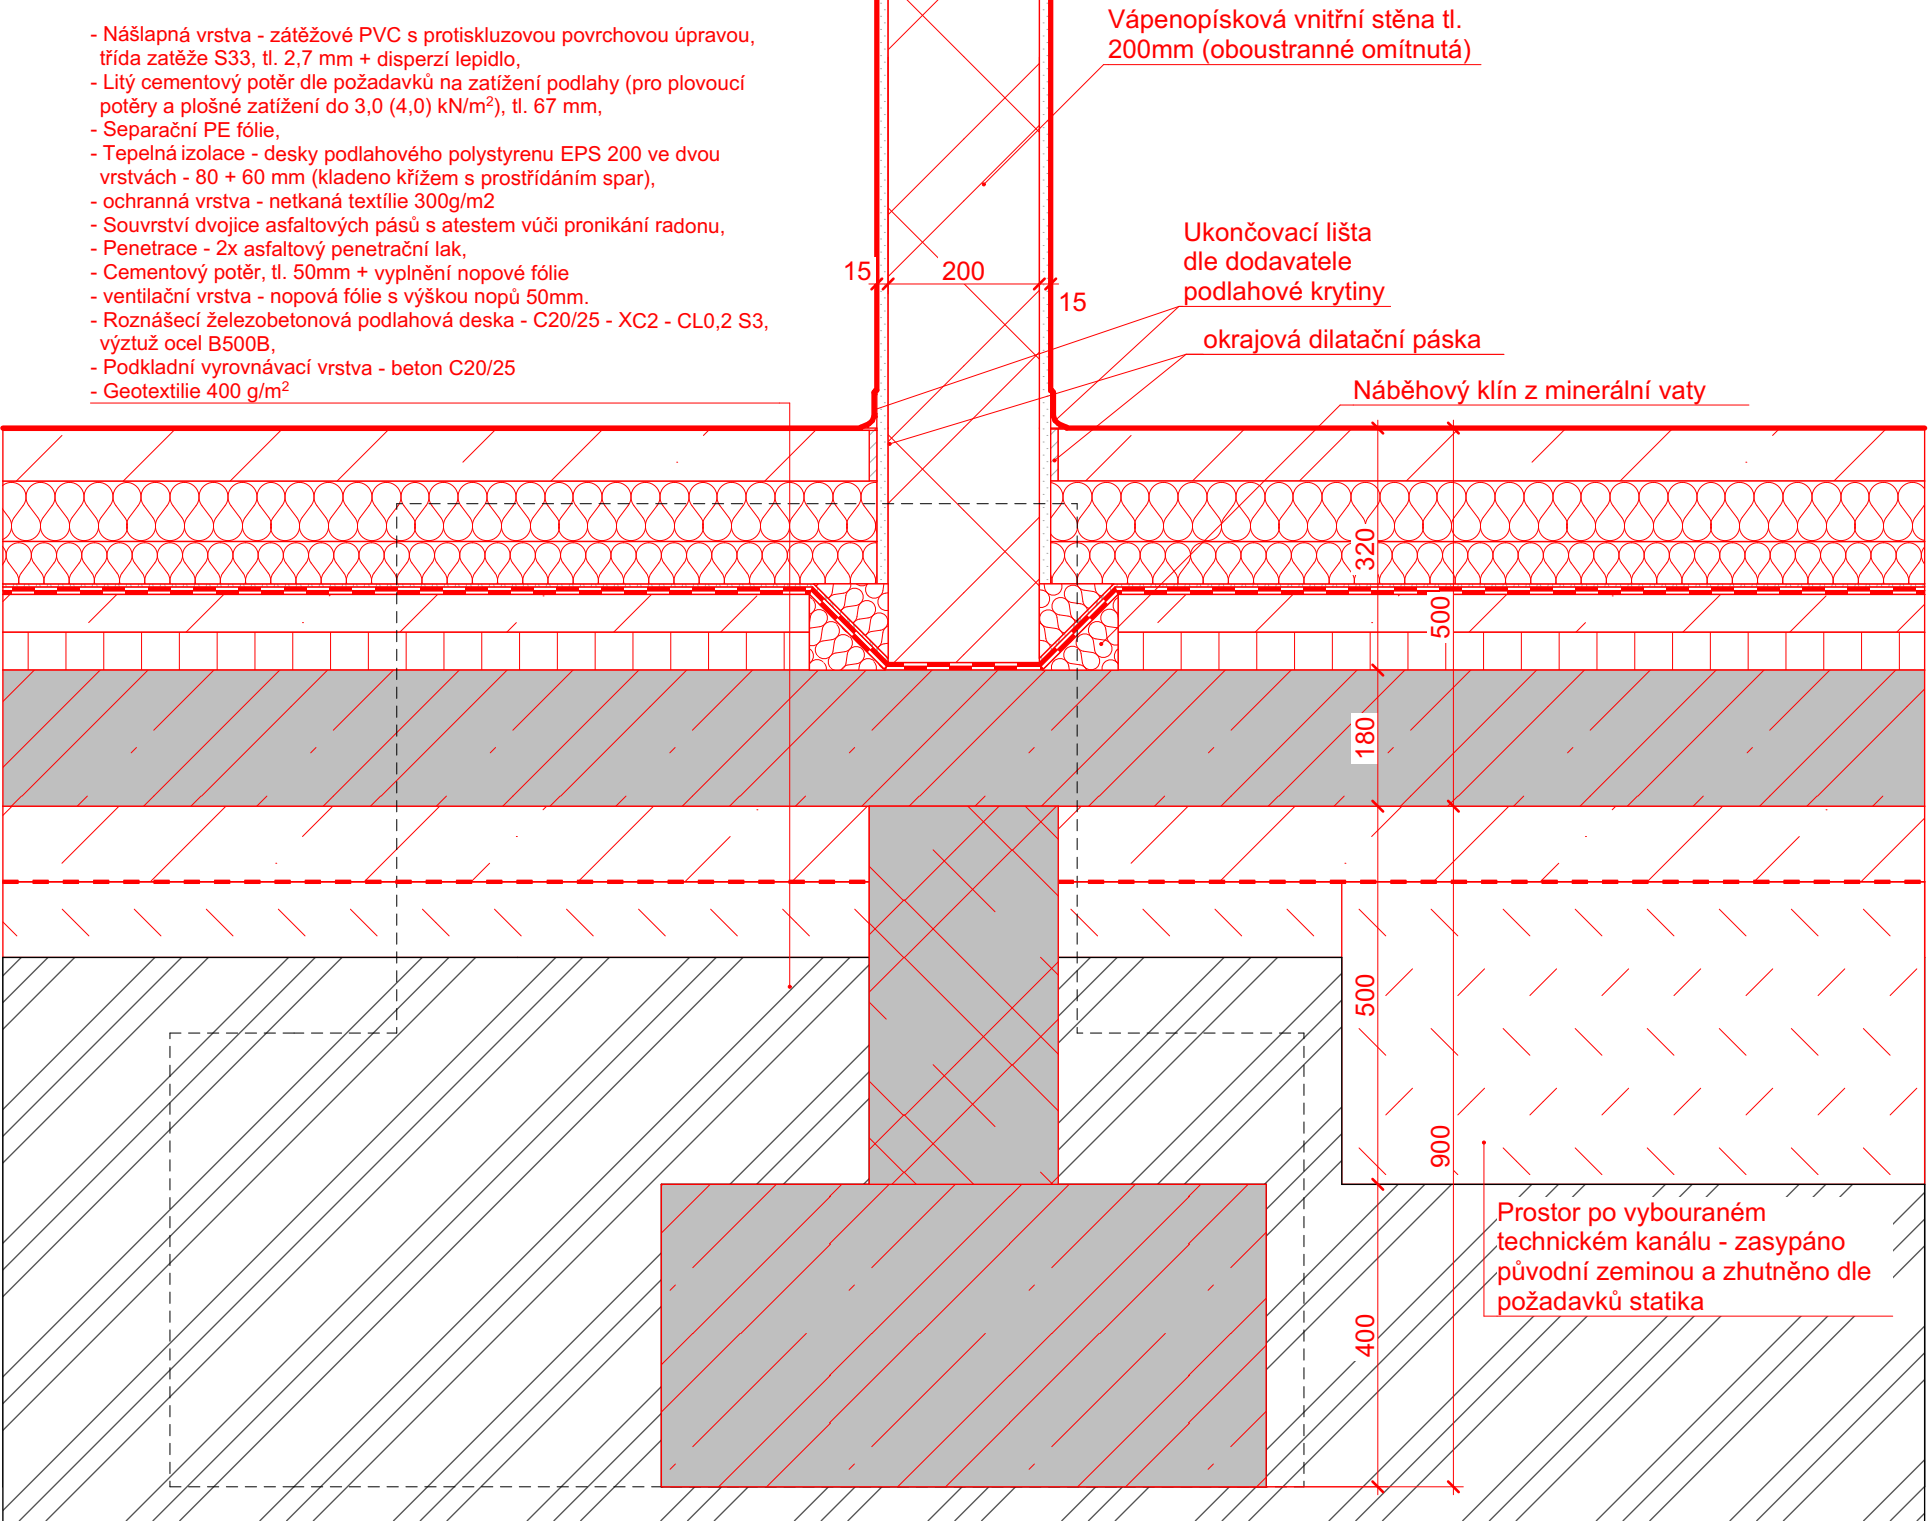 - Nášlapná vrstva - zátěžové PVC s protiskluzovou povrchovou úpravou,
třída zatěže S33, tl. 2,7 mm + disperzí lepidlo,
- Litý cementový potěr dle požadavků na zatížení podlahy (pro plovoucí
potěry a plošné zatížení do 3,0 (4,0) kN/m²), tl. 67 mm,
- Separační PE fólie,
- Tepelná izolace - desky podlahového polystyrenu EPS 200 ve dvou
vrstvách - 80 + 60 mm (kladeno křížem s prostřídáním spar),
- ochranná vrstva - netkaná textílie 300g/m2
- Souvrství dvojice asfaltových pásů s atestem vúči pronikání radonu,
- Penetrace - 2x asfaltový penetrační lak,
- Cementový potěr, tl. 50mm + vyplnění nopové fólie
- ventilační vrstva - nopová fólie s výškou nopů 50mm.
- Roznášecí železobetonová podlahová deska - C20/25 - XC2 - CL0,2 S3,
výztuž ocel B500B,
- Podkladní vyrovnávací vrstva - beton C20/25
- Geotextilie 400 g/m²
Vápenopísková vnitřní stěna tl.
200mm (oboustranné omítnutá)
Ukončovací lišta
dle dodavatele
podlahové krytiny
15
200
15
okrajová dilatační páska
Náběhový klín z minerální vaty
320
500
180
500
900
400
Prostor po vybouraném
technickém kanálu - zasypáno
původní zeminou a zhutněno dle
požadavků statika